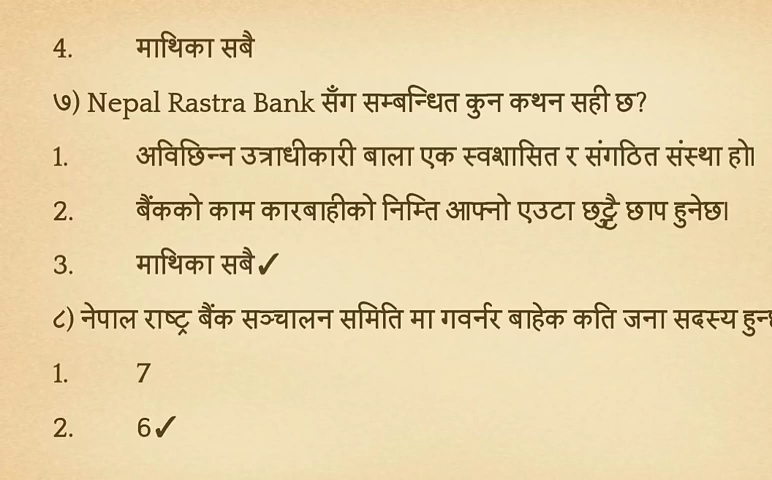 4. माथिका सबै
७) Nepal Rastra Bank सँग सम्बन्धित कुन कथन सही छ?
1. अविछिन्न उत्राधीकारी बाला एक स्वशासित र संगठित संस्था हो।
2. बैंकको काम कारबाहीको निम्ति आफ्नो एउटा छट्टै छाप हुनेछ।
3. माथिका सबै✓
८) नेपाल राष्ट्र बैंक सञ्चालन समिति मा गवर्नर बाहेक कति जना सदस्य
1. 7
2. 6✓